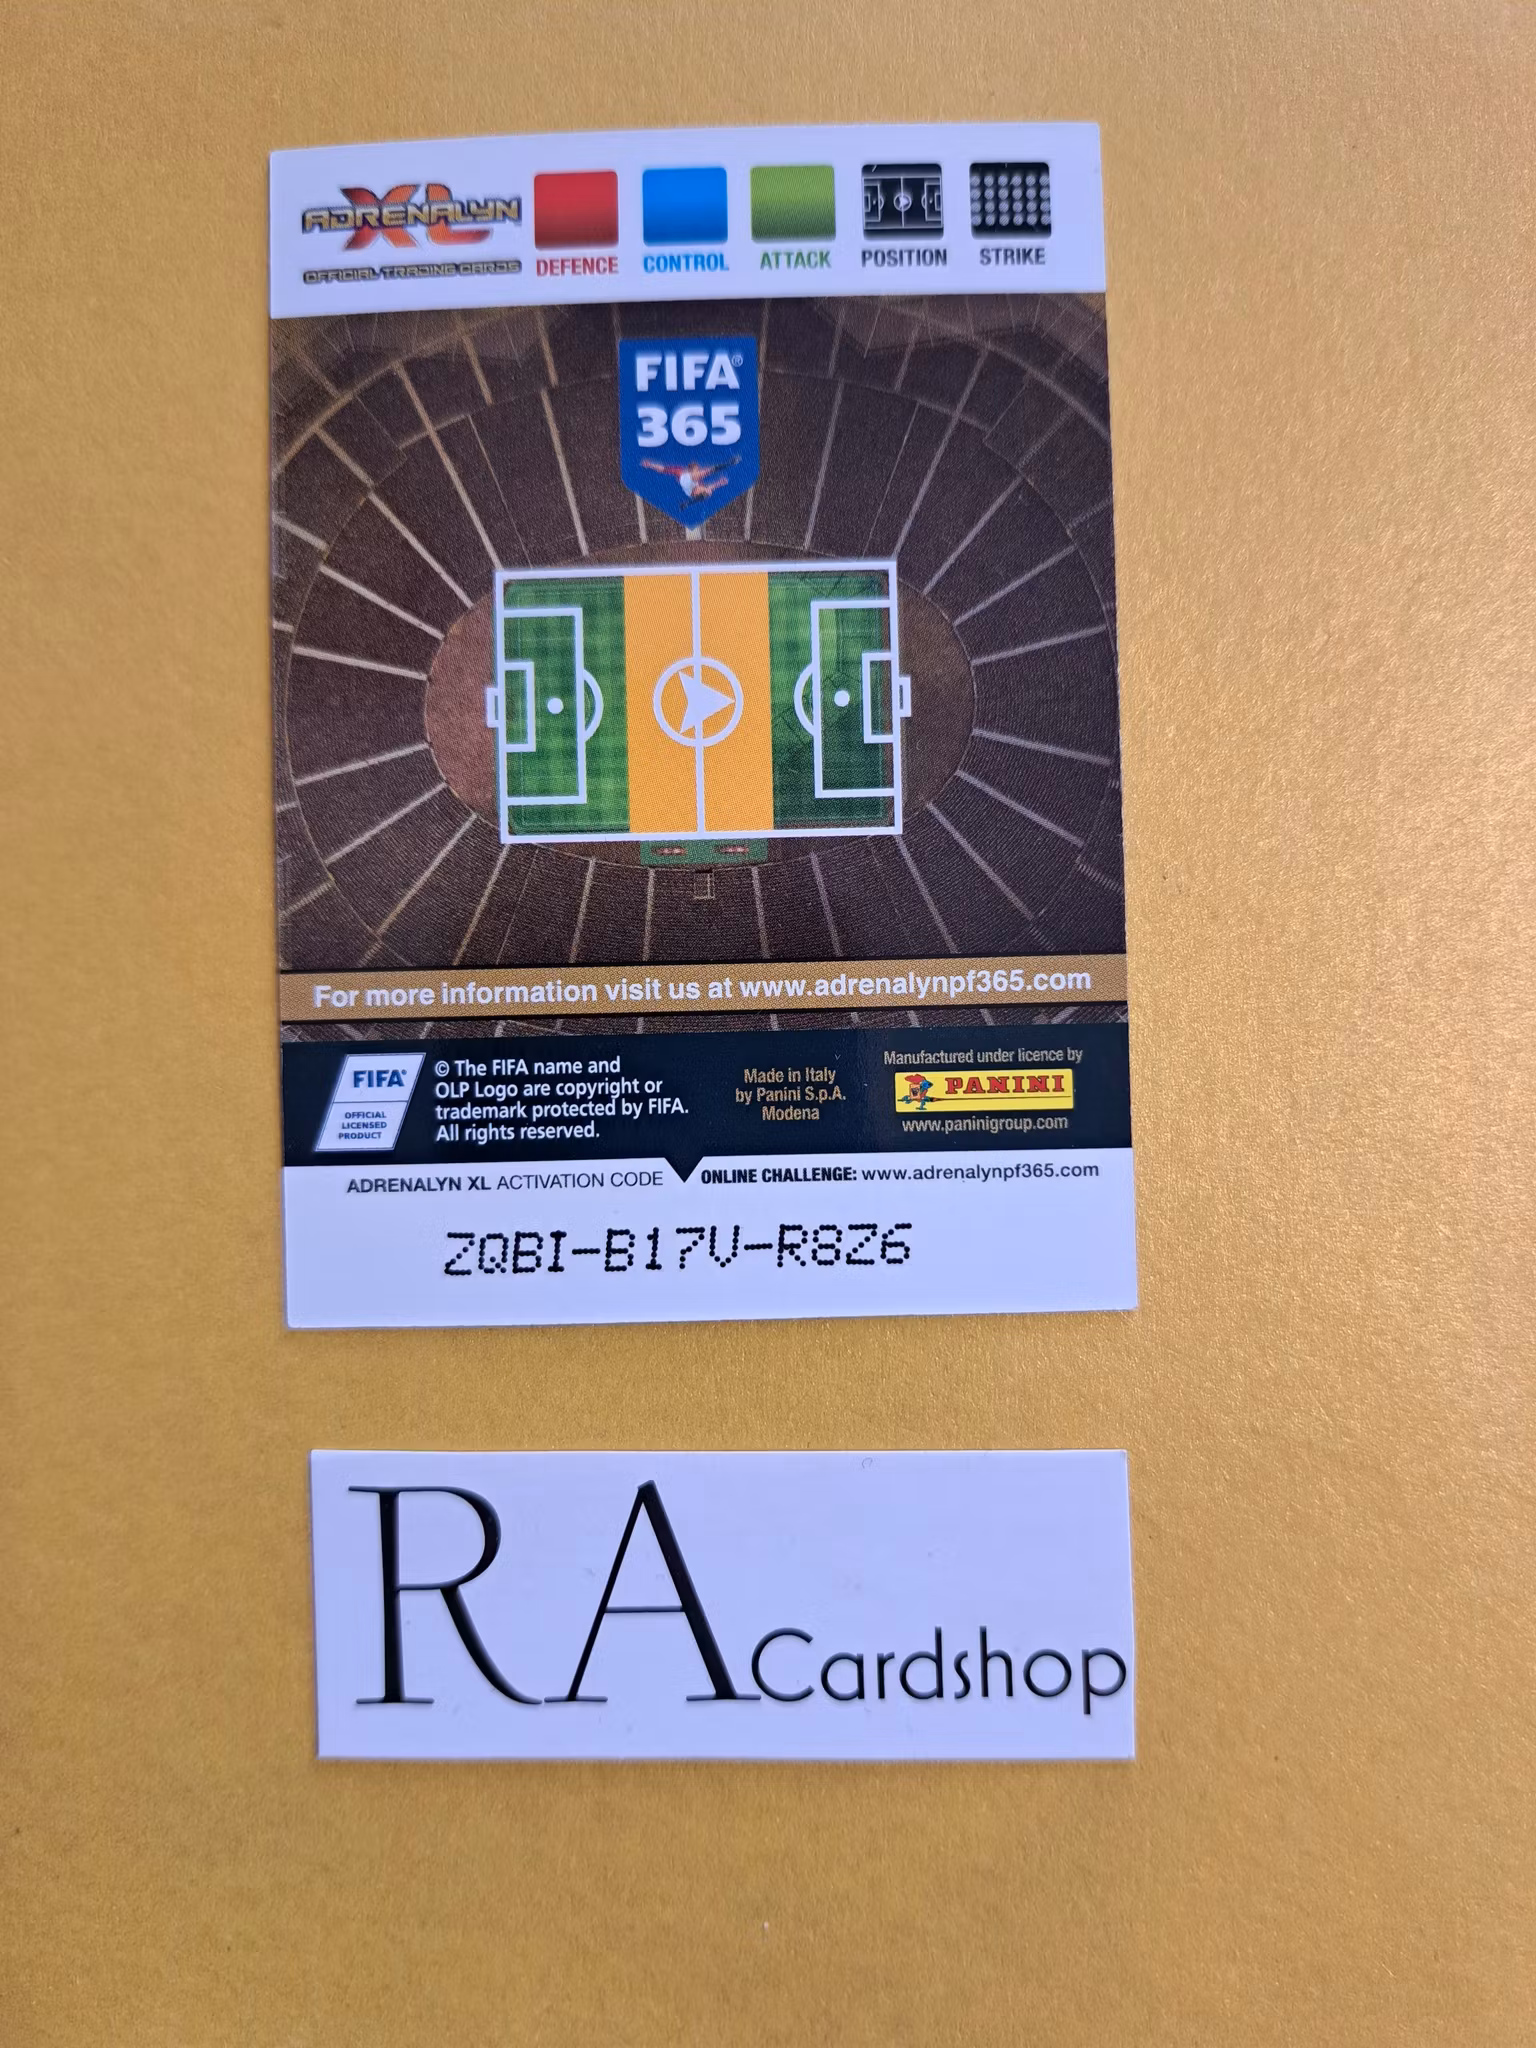 ADRENALYN XL
OFFICIAL TRADING CARDS
DEFENCE
CONTROL
ATTACK
POSITION
STRIKE
FIFA®
365
For more information visit us at www.adrenalynpf365.com
FIFA®
OFFICIAL
LICENSED
PRODUCT
© The FIFA name and
OLP Logo are copyright or
trademark protected by FIFA.
All rights reserved.
Made in Italy
by Panini S.p.A.
Modena
Manufactured under licence by
PANINI
www.paninigroup.com
ADRENALYN XL ACTIVATION CODE
ONLINE CHALLENGE: www.adrenalynpf365.com
ZQBI-B17V-R8Z6
RA Cardshop